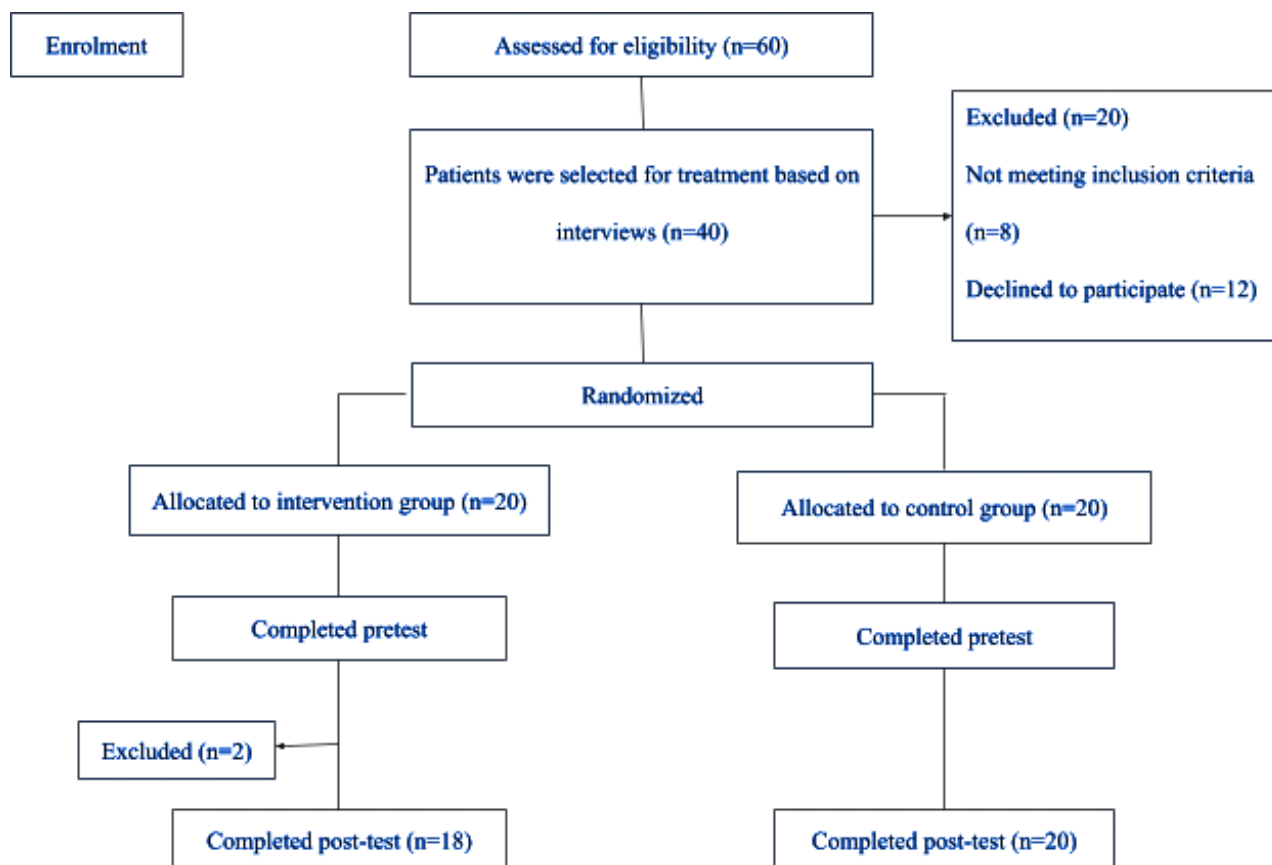 Enrolment
Assessed for eligibility (n=60)
Patients were selected for treatment based on
interviews (n=40)
Excluded (n=20)
Not meeting inclusion criteria
(n=8)
Declined to participate (n=12)
Randomized
Allocated to intervention group (n=20)
Allocated to control group (n=20)
Completed pretest
Completed pretest
Excluded (n=2)
Completed post-test (n=18)
Completed post-test (n=20)